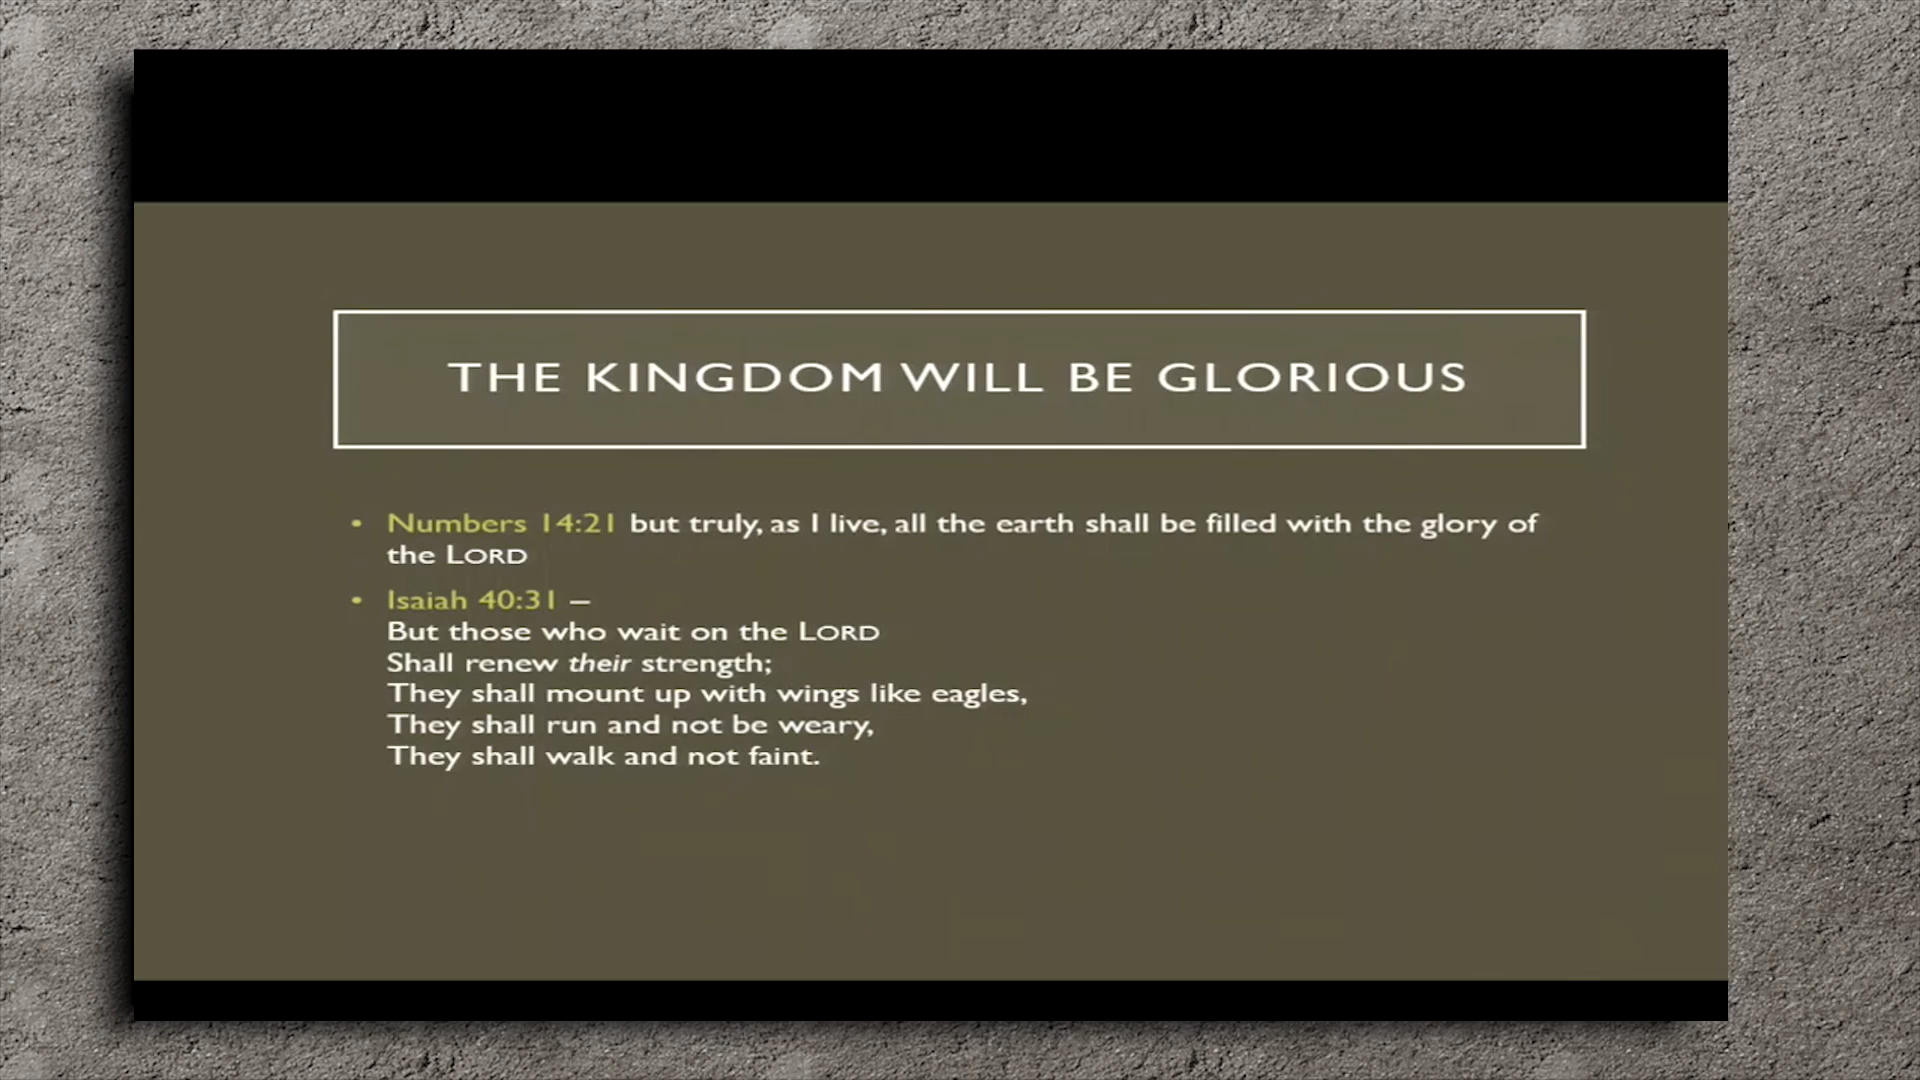 THE KINGDOM WILL BE GLORIOUS
• Numbers 14:21 but truly, as I live, all the earth shall be filled with the glory of
the LORD
• Isaiah 40:31 –
But those who wait on the LORD
Shall renew their strength;
They shall mount up with wings like eagles,
They shall run and not be weary,
They shall walk and not faint.